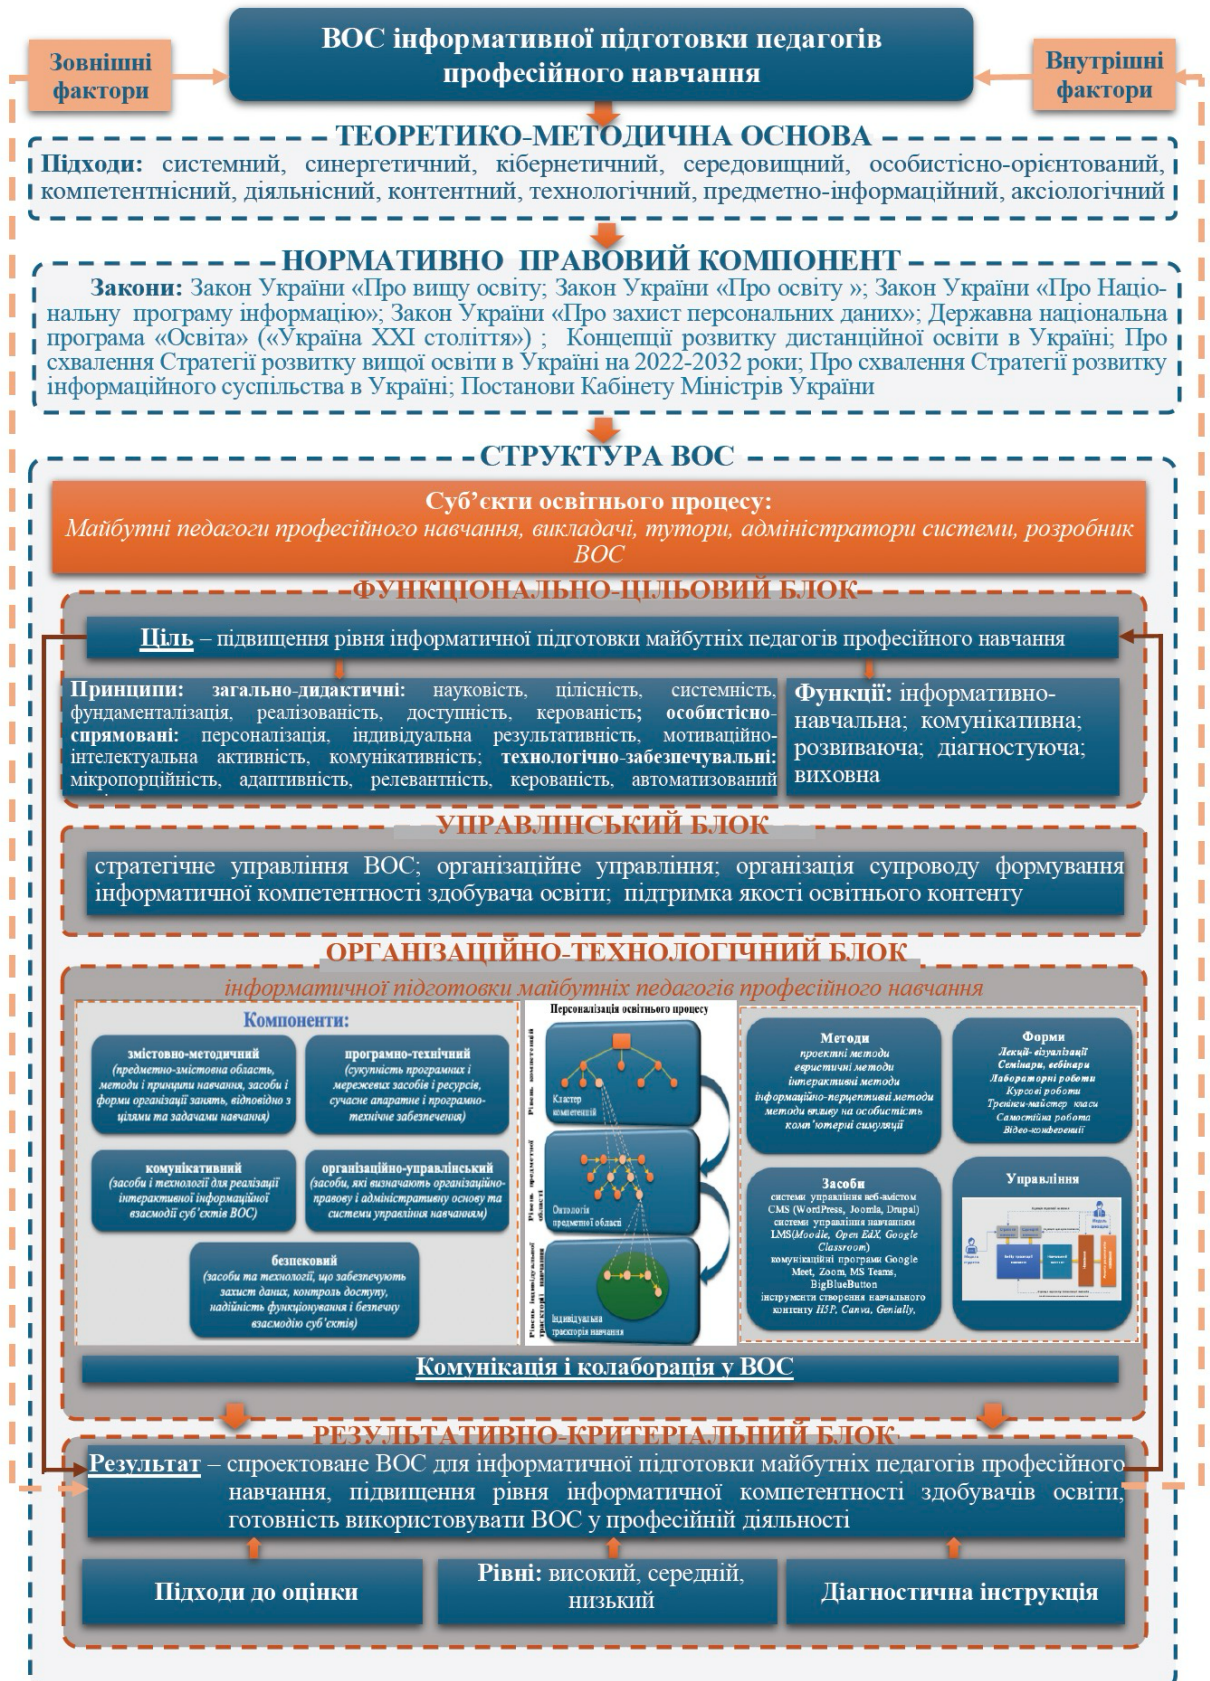 ВОС інформативної підготовки педагогів
професійного навчання
Зовнішні
фактори
Внутрішні
фактори
ТЕОРЕТИКО-МЕТОДИЧНА ОСНОВА
Підходи: системний, синергетичний, кібернетичний, середовищний, особистісно-орієнтований,
компетентнісний, діяльнісний, контентний, технологічний, предметно-інформаційний, аксіологічний
НОРМАТИВНО ПРАВОВИЙ КОМПОНЕНТ
Закони: Закон України «Про вищу освіту; Закон України «Про освіту »; Закон України «Про Націо-
нальну програму інформацію»; Закон України «Про захист персональних даних»; Державна національна
програма «Освіта» («Україна XXI століття») ; Концепції розвитку дистанційної освіти в Україні; Про
схвалення Стратегії розвитку вищої освіти в Україні на 2022-2032 роки; Про схвалення Стратегії розвитку
інформаційного суспільства в Україні; Постанови Кабінету Міністрів України
СТРУКТУРА ВОС
Суб’єкти освітнього процесу:
Майбутні педагоги професійного навчання, викладачі, тутори, адміністратори системи, розробник
ВОС
ФУНКЦІОНАЛЬНО-ЦІЛЬОВИЙ БЛОК
Ціль – підвищення рівня інформатичної підготовки майбутніх педагогів професійного навчання
Принципи: загально-дидактичні: науковість, цілісність, системність,
фундаменталізація, реалізованість, доступність, керованість; особистісно-
спрямовані: персоналізація, індивідуальна результативність, мотиваційно-
інтелектуальна активність, комунікативність; технологічно-забезпечувальні:
мікропорційність, адаптивність, релевантність, керованість, автоматизований
Функції: інформативно-
навчальна; комунікативна;
розвиваюча; діагностуюча;
виховна
УПРАВЛІНСЬКИЙ БЛОК
стратегічне управління ВОС; організаційне управління; організація супроводу формування
інформатичної компетентності здобувача освіти; підтримка якості освітнього контенту
ОРГАНІЗАЦІЙНО-ТЕХНОЛОГІЧНИЙ БЛОК
інформатичної підготовки майбутніх педагогів професійного навчання
Компоненти:
змістовно-методичний
(предметно-змістовна область,
методи і принципи навчання, засоби і
форми організації занять, відповідно з
цілями та задачами навчання)
програмно-технічний
(сукупність програмних і
мережевих засобів і ресурсів,
сучасне апаратне і програмно-
технічне забезпечення)
комунікативний
(засоби і технології для реалізації
інтерактивної інформаційної
взаємодії суб’єктів ВОС)
організаційно-управлінський
(засоби, які визначають організаційно-
правову і адміністративну основу та
системи управління навчанням)
безпековий
(засоби та технології, що забезпечують
захист даних, контроль доступу,
надійність функціонування і безпечну
взаємодію суб’єктів)
Персоналізація освітнього процесу
Рівень компетенцій
Кластер
компетенцій
Рівень предметної
області
Онтологія
предметної області
Рівень індивідуальної
траєкторії навчання
Індивідуальна
траєкторія навчання
Методи
проектні методи
евристичні методи
інтерактивні методи
інформаційно-перцептивні методи
методи впливу на особистість
комп’ютерні симуляції
Форми
Лекції- візуалізації
Семінари, вебінари
Лабораторні роботи
Курсові роботи
Тренінги-майстер класи
Самостійна робота
Відео-конференції
Засоби
системи управління веб-вмістом
CMS (WordPress, Joomla, Drupal)
системи управління навчанням
LMS(Moodle, Open EdX, Google
Classroom)
комунікаційні програми Google
Meet, Zoom, MS Teams,
BigBlueButton
інструменти створення навчального
контенту H5P, Canva, Genially,
Управління
Комунікація і колаборація у ВОС
РЕЗУЛЬТАТИВНО-КРИТЕРІАЛЬНИЙ БЛОК
Результат – спроектоване ВОС для інформатичної підготовки майбутніх педагогів професійного
навчання, підвищення рівня інформатичної компетентності здобувачів освіти,
готовність використовувати ВОС у професійній діяльності
Підходи до оцінки
Рівні: високий, середній,
низький
Діагностична інструкція